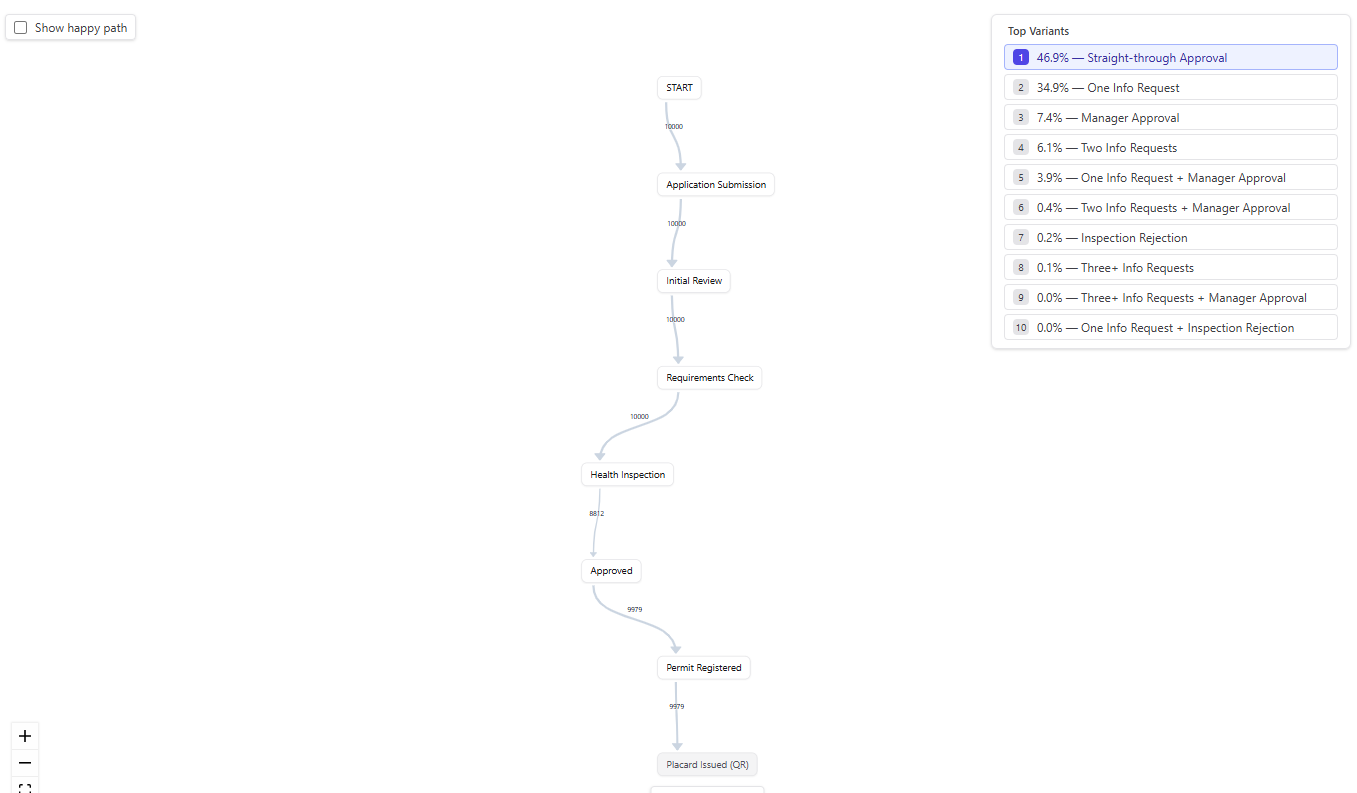 Show happy path
START
10000
Application Submission
10000
Initial Review
10000
Requirements Check
10000
Health Inspection
8812
Approved
9979
Permit Registered
9979
Placard Issued (QR)
Top Variants
1 46.9% — Straight-through Approval
2 34.9% — One Info Request
3 7.4% — Manager Approval
4 6.1% — Two Info Requests
5 3.9% — One Info Request + Manager Approval
6 0.4% — Two Info Requests + Manager Approval
7 0.2% — Inspection Rejection
8 0.1% — Three+ Info Requests
9 0.0% — Three+ Info Requests + Manager Approval
10 0.0% — One Info Request + Inspection Rejection